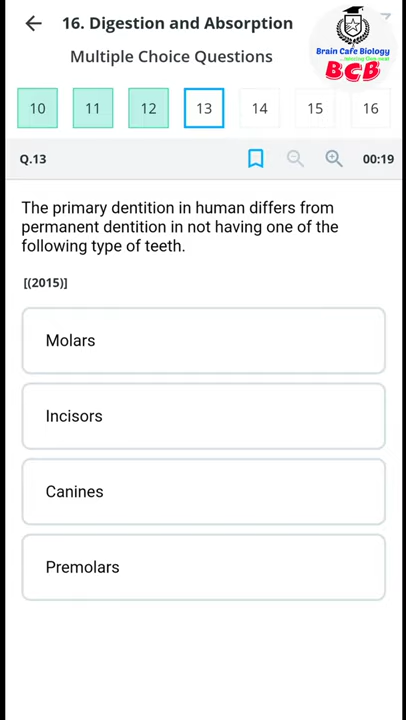 16. Digestion and Absorption
Multiple Choice Questions
Brain Cafe Biology
BCB
10 11 12 13 14 15 16
Q.13 00:19
The primary dentition in human differs from
permanent dentition in not having one of the
following type of teeth.
[(2015)]
Molars
Incisors
Canines
Premolars